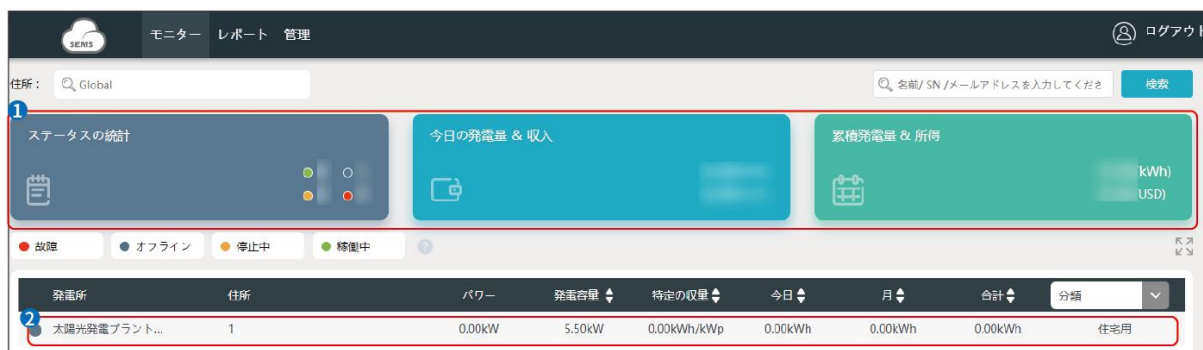 SEMS モニター レポート 管理 ログアウト
住所： Global 名前/ SN /メールアドレスを入力してくださ 検索
1
ステータスの統計 今日の発電量 & 収入 累積発電量 & 所得
(kWh)
USD)
故障 オフライン 停止中 稼働中 ?
発電所 住所 パワー 発電容量 特定の収量 今日 月 合計 分類
2
太陽光発電プラント... 1 0.00kW 5.50kW 0.00kWh/kWp 0.00kWh 0.00kWh 0.00kWh 住宅用